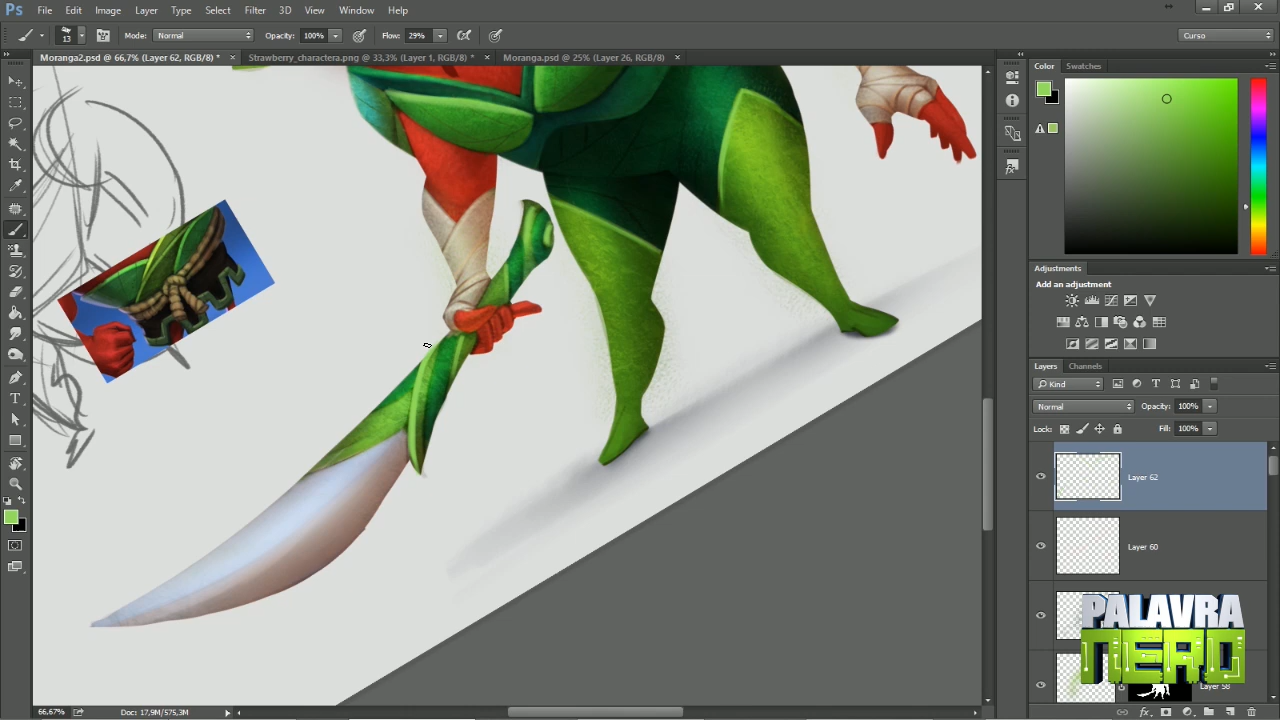 Ps File Edit Image Layer Type Select Filter 3D View Window Help
13 Mode: Normal Opacity: 100% Flow: 29% Curso
Moranga2.psd @ 66,7% (Layer 62, RGB/8) * × Strawberry_charactera.png @ 33,3% (Layer 1, RGB/8) * × Moranga.psd @ 25% (Layer 26, RGB/8) ×
Color Swatches
Adjustments
Add an adjustment
Layers Channels
Kind
Normal Opacity: 100%
Lock: Fill: 100%
Layer 62
Layer 60
PALAVRA
NERD
Layer 58
66,67% Doc: 17,9M/575,3M